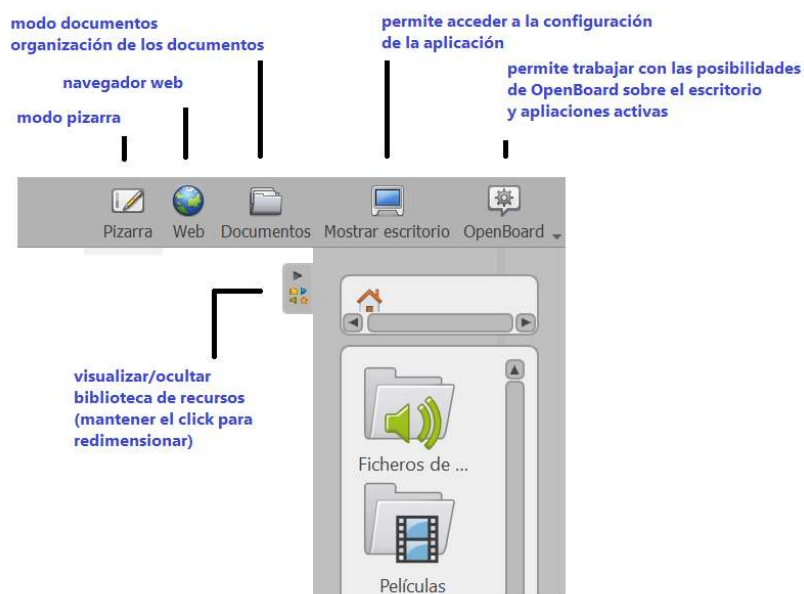 modo documentos
organización de los documentos
permite acceder a la configuración
de la aplicación
navegador web
permite trabajar con las posibilidades
de OpenBoard sobre el escritorio
y apliaciones activas
modo pizarra
Pizarra Web Documentos Mostrar escritorio OpenBoard
visualizar/ocultar
biblioteca de recursos
(mantener el click para
redimensionar)
Ficheros de ...
Películas